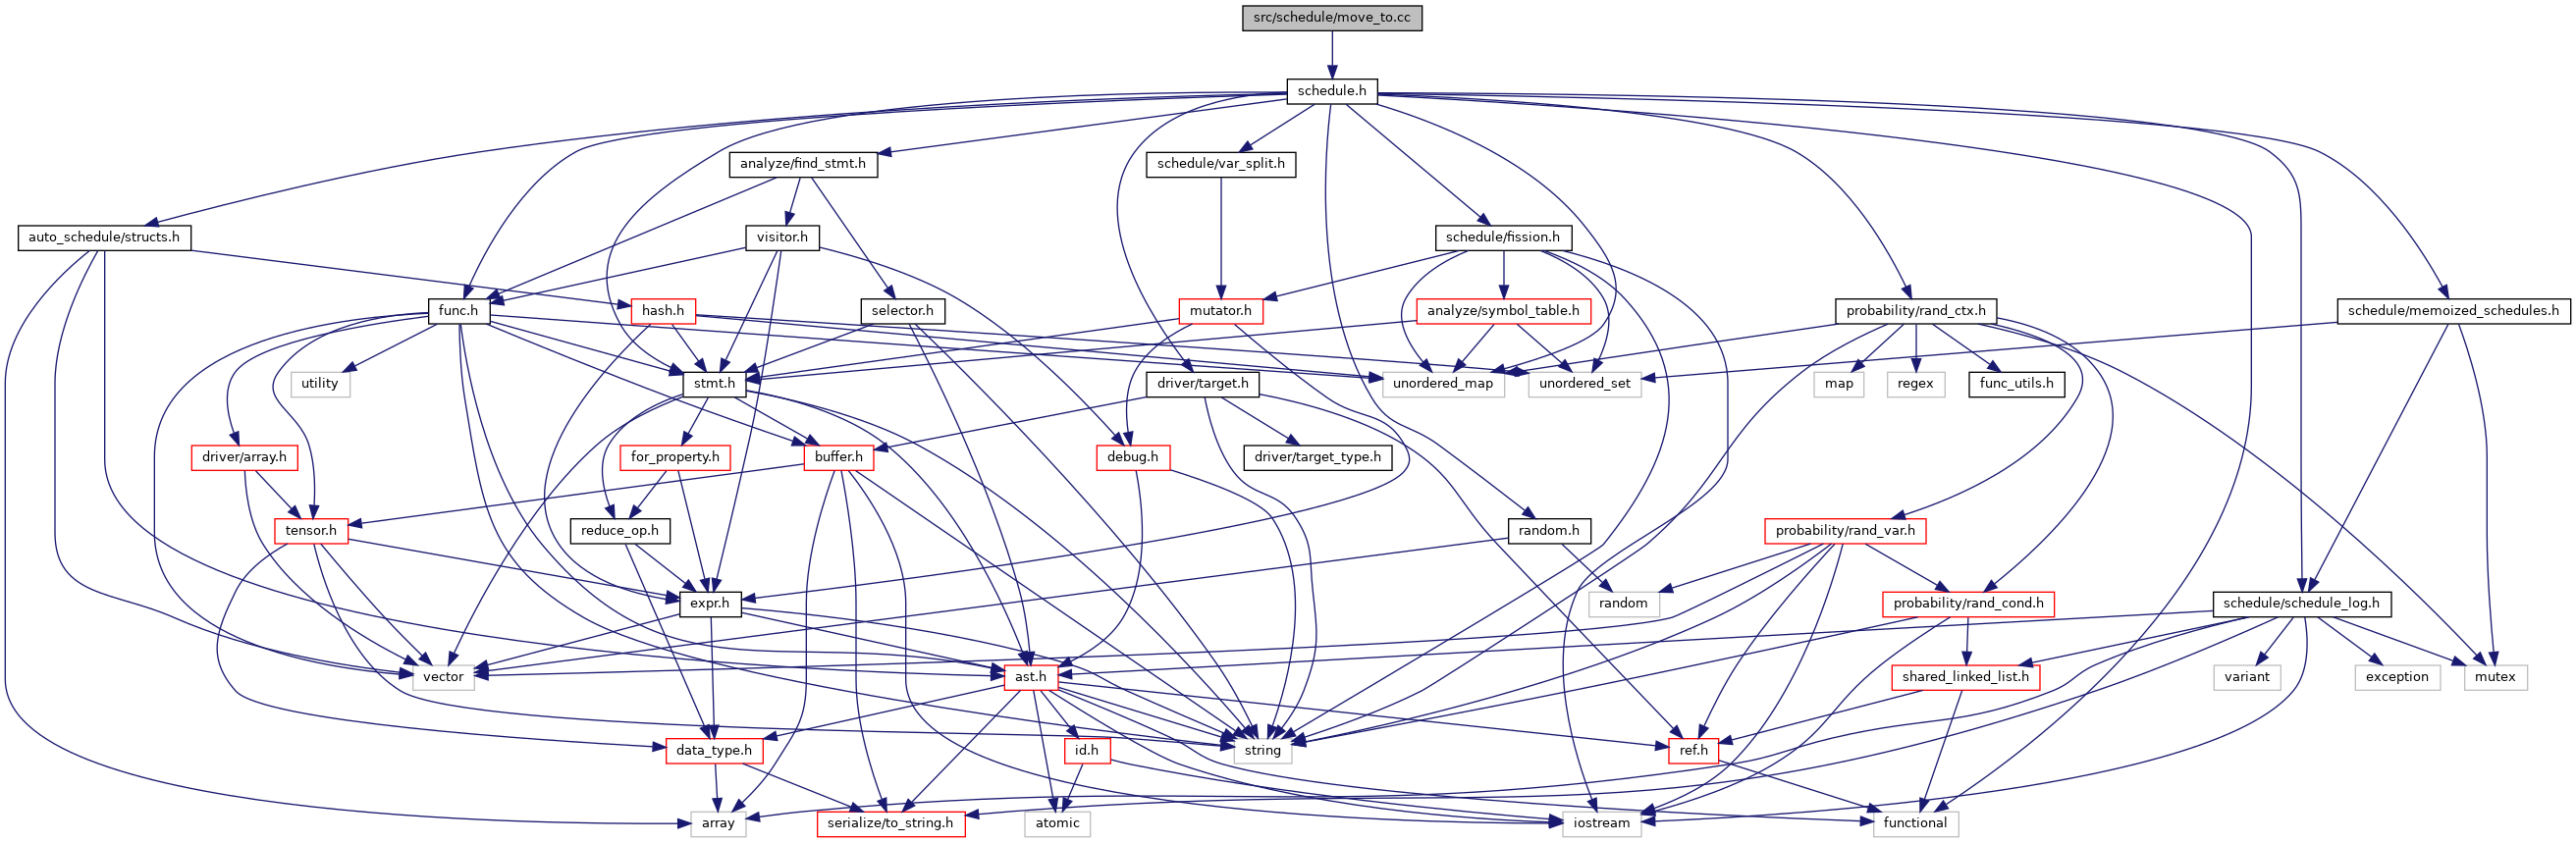 src/schedule/move_to.cc
schedule.h
analyze/find_stmt.h
schedule/var_split.h
auto_schedule/structs.h
visitor.h
schedule/fission.h
func.h
hash.h
selector.h
mutator.h
analyze/symbol_table.h
probability/rand_ctx.h
schedule/memoized_schedules.h
utility
stmt.h
driver/target.h
unordered_map
unordered_set
map
regex
func_utils.h
driver/array.h
for_property.h
buffer.h
debug.h
driver/target_type.h
tensor.h
reduce_op.h
random.h
probability/rand_var.h
expr.h
random
probability/rand_cond.h
schedule/schedule_log.h
vector
ast.h
shared_linked_list.h
variant
exception
mutex
data_type.h
id.h
string
ref.h
array
serialize/to_string.h
atomic
iostream
functional